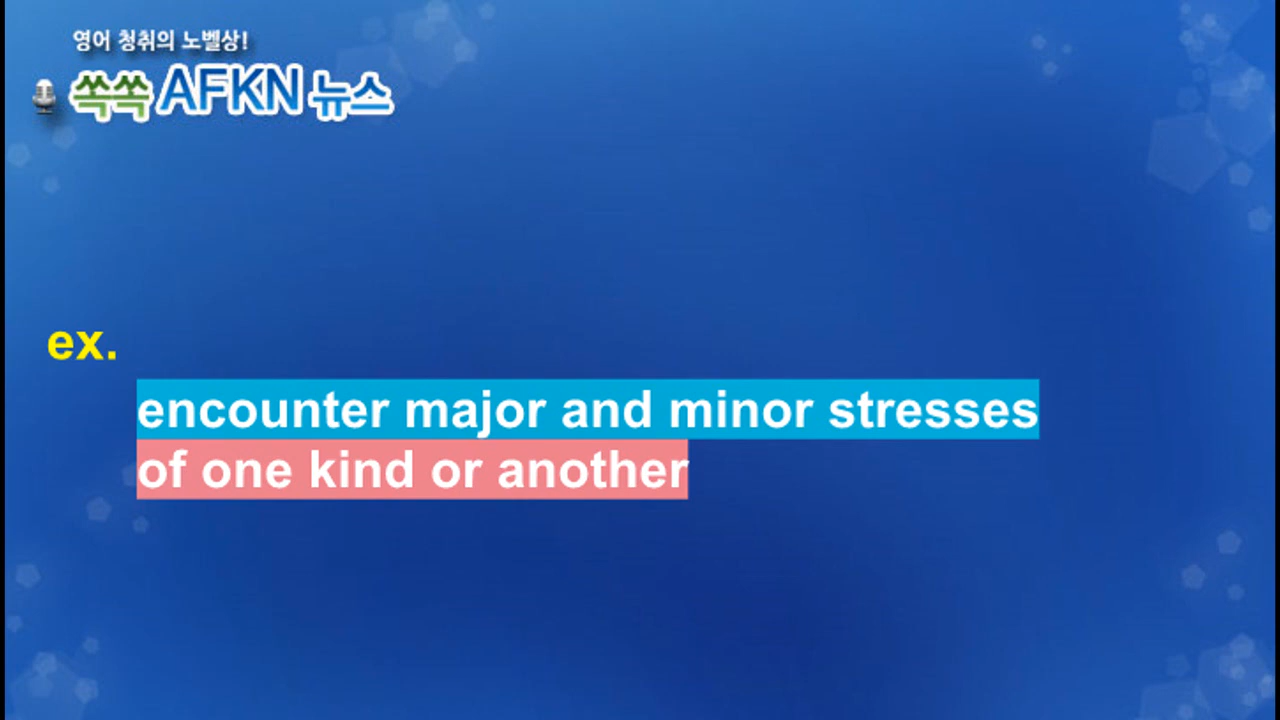 영어 청취의 노벨상!
쏙쏙 AFKN 뉴스
ex.
encounter major and minor stresses
of one kind or another